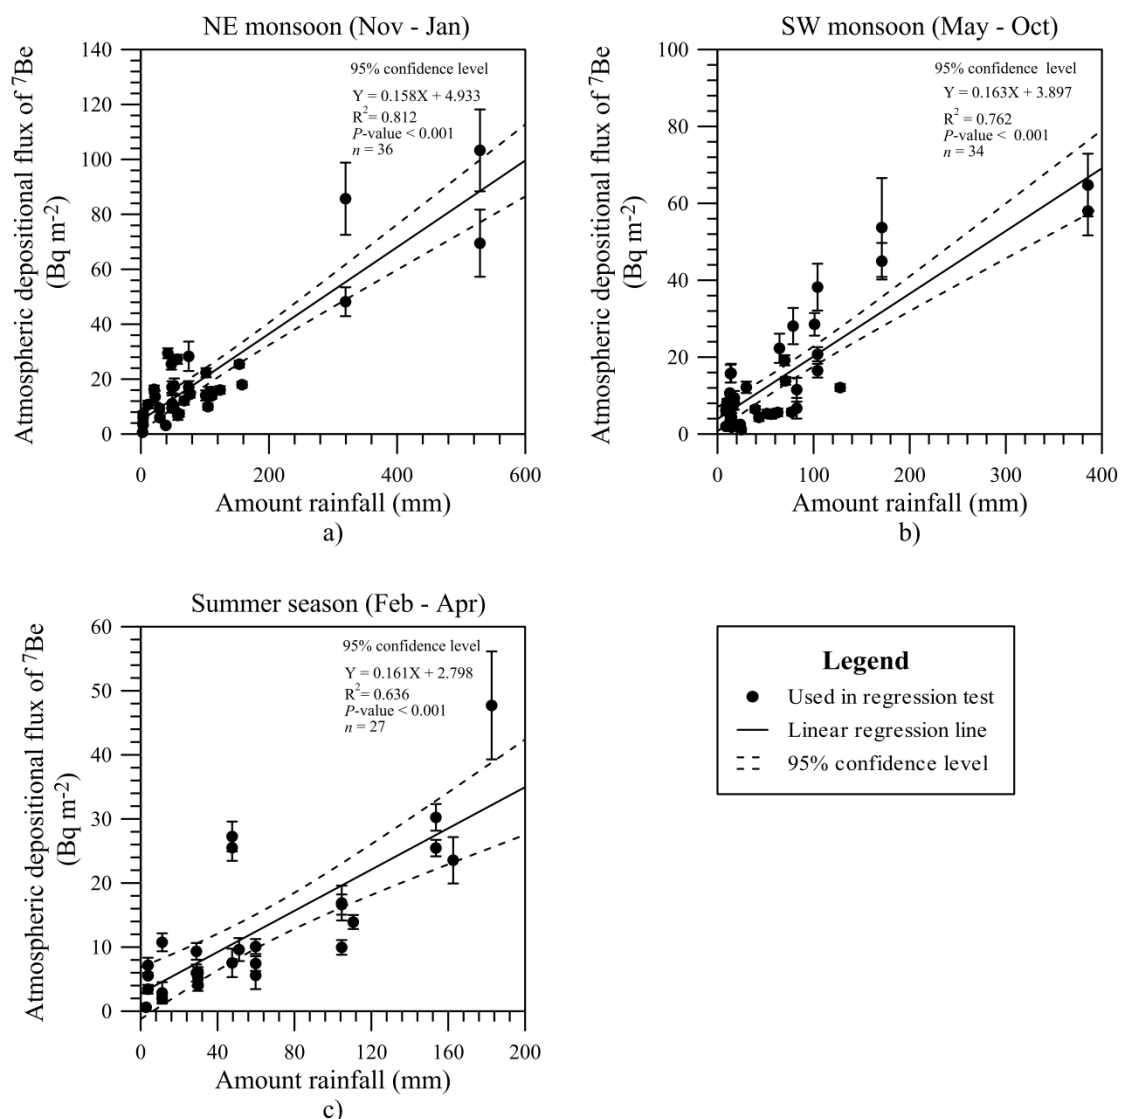 NE monsoon (Nov - Jan)
Atmospheric depositional flux of ⁷Be
(Bq m⁻²)
140
120
100
80
60
40
20
0
95% confidence level
Y = 0.158X + 4.933
R² = 0.812
P-value < 0.001
n = 36
0 200 400 600
Amount rainfall (mm)
a)
SW monsoon (May - Oct)
Atmospheric depositional flux of ⁷Be
(Bq m⁻²)
100
80
60
40
20
0
95% confidence level
Y = 0.163X + 3.897
R² = 0.762
P-value < 0.001
n = 34
0 100 200 300 400
Amount rainfall (mm)
b)
Summer season (Feb - Apr)
Atmospheric depositional flux of ⁷Be
(Bq m⁻²)
60
50
40
30
20
10
0
95% confidence level
Y = 0.161X + 2.798
R² = 0.636
P-value < 0.001
n = 27
0 40 80 120 160 200
Amount rainfall (mm)
c)
Legend
Used in regression test
Linear regression line
95% confidence level